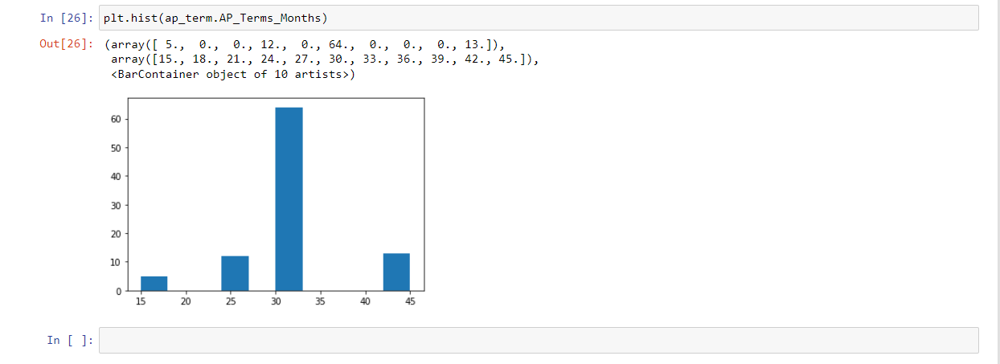 In [26]: plt.hist(ap_term.AP_Terms_Months)
Out[26]: (array([ 5.,  0.,  0., 12.,  0., 64.,  0.,  0.,  0., 13.]),
array([15., 18., 21., 24., 27., 30., 33., 36., 39., 42., 45.]),
<BarContainer object of 10 artists>)
60
50
40
30
20
10
0
15 20 25 30 35 40 45
In [ ]: